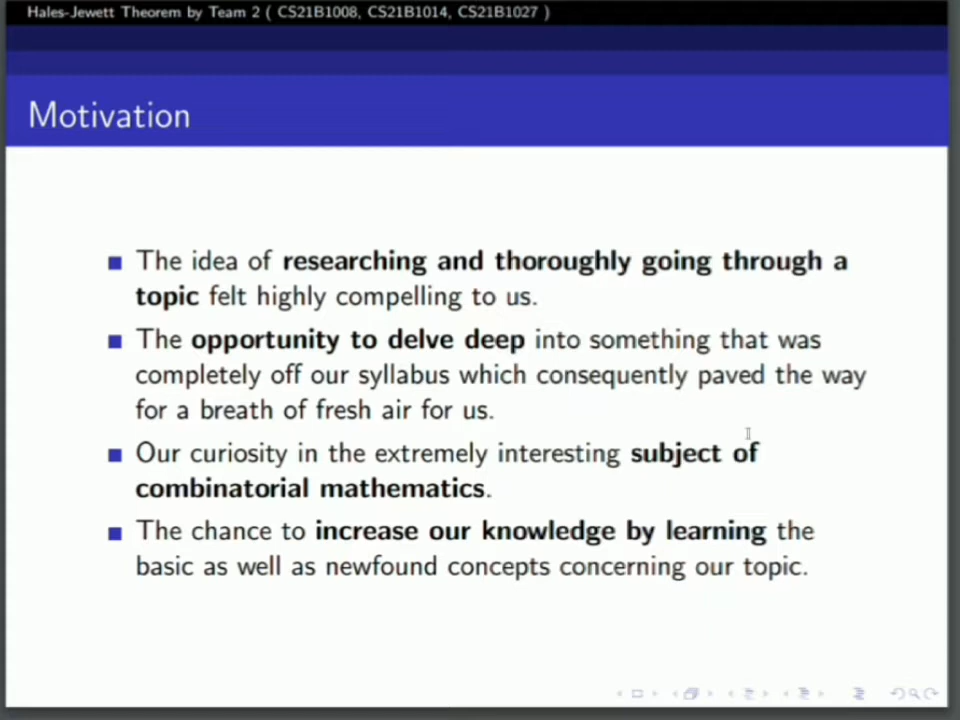 Hales-Jewett Theorem by Team 2 ( CS21B1008, CS21B1014, CS21B1027 )
Motivation
The idea of researching and thoroughly going through a
topic felt highly compelling to us.
The opportunity to delve deep into something that was
completely off our syllabus which consequently paved the way
for a breath of fresh air for us.
Our curiosity in the extremely interesting subject of
combinatorial mathematics.
The chance to increase our knowledge by learning the
basic as well as newfound concepts concerning our topic.